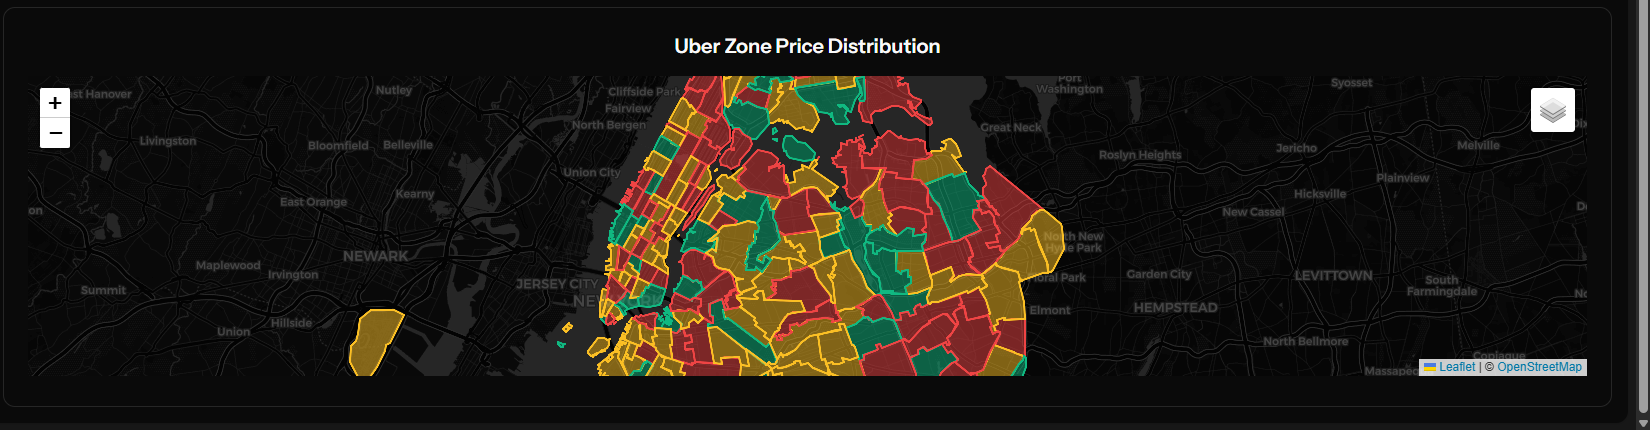 Uber Zone Price Distribution
+
−
st Hanover
Nutley
Cliffside Park
Fairview
North Bergen
Port
Washington
Syosset
Great Neck
Livingston
Bloomfield
Belleville
Roslyn Heights
Jericho
Melville
Union City
Kearny
East Orange
Plainview
Hicksville
on
New Cassel
NEWARK
North New
Hyde Park
Maplewood
Irvington
Summit
JERSEY CITY
Floral Park
Garden City
LEVITTOWN
South
Farmingdale
Elmont
HEMPSTEAD
Union
Hillside
North Bellmore
Copiague
Massape
Leaflet | © OpenStreetMap